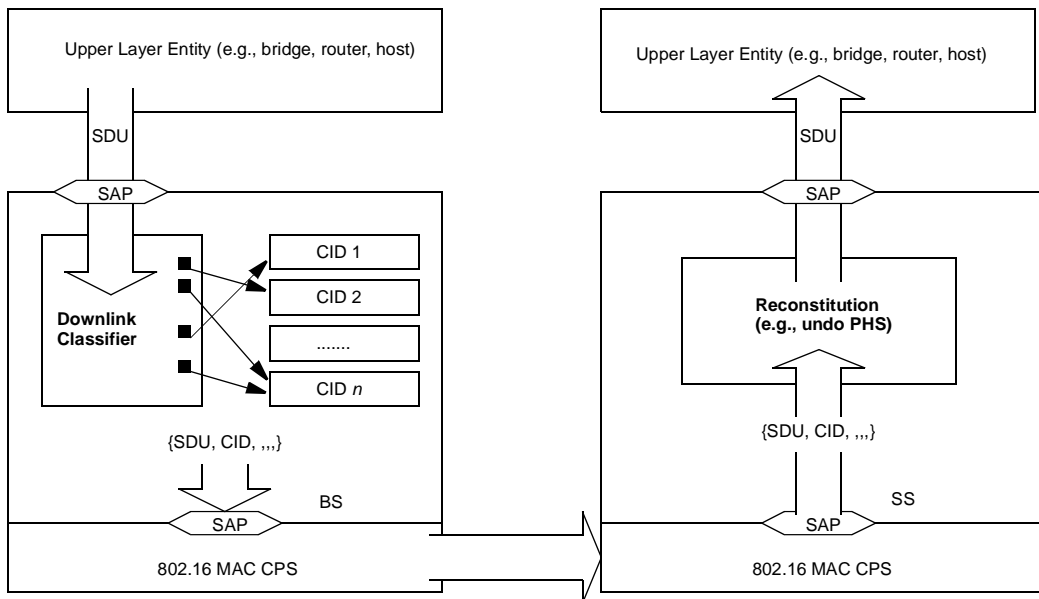 Upper Layer Entity (e.g., bridge, router, host)
SDU
SAP
Downlink
Classifier
CID 1
CID 2
.......
CID n
{SDU, CID, ,,,}
BS
SAP
802.16 MAC CPS
Upper Layer Entity (e.g., bridge, router, host)
SDU
SAP
Reconstitution
(e.g., undo PHS)
{SDU, CID, ,,,}
SS
SAP
802.16 MAC CPS